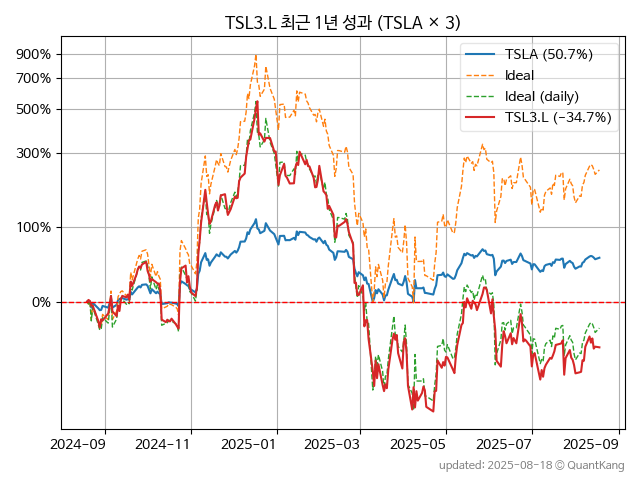 TSL3.L 최근 1년 성과 (TSLA × 3)
TSLA (50.7%)
Ideal
Ideal (daily)
TSL3.L (−34.7%)
900%
700%
500%
300%
100%
0%
2024-09
2024-11
2025-01
2025-03
2025-05
2025-07
2025-09
updated: 2025-08-18 © QuantKang